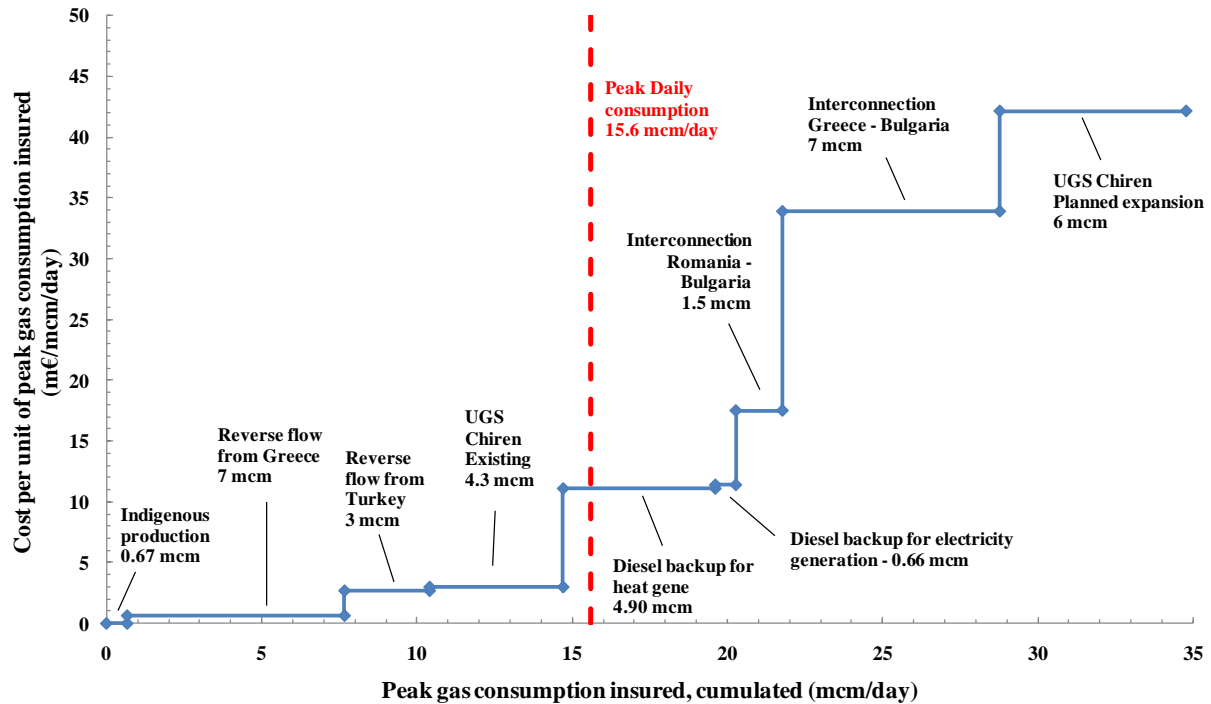 Cost per unit of peak gas consumption insured
(m€/mcm/day)
50
45
40
35
30
25
20
15
10
5
0
Indigenous
production
0.67 mcm
Reverse flow
from Greece
7 mcm
Reverse
flow from
Turkey
3 mcm
UGS
Chiren
Existing
4.3 mcm
Peak Daily
consumption
15.6 mcm/day
Diesel backup for
heat gene
4.90 mcm
Diesel backup for electricity
generation - 0.66 mcm
Interconnection
Romania -
Bulgaria
1.5 mcm
Interconnection
Greece - Bulgaria
7 mcm
UGS Chiren
Planned expansion
6 mcm
0
5
10
15
20
25
30
35
Peak gas consumption insured, cumulated (mcm/day)